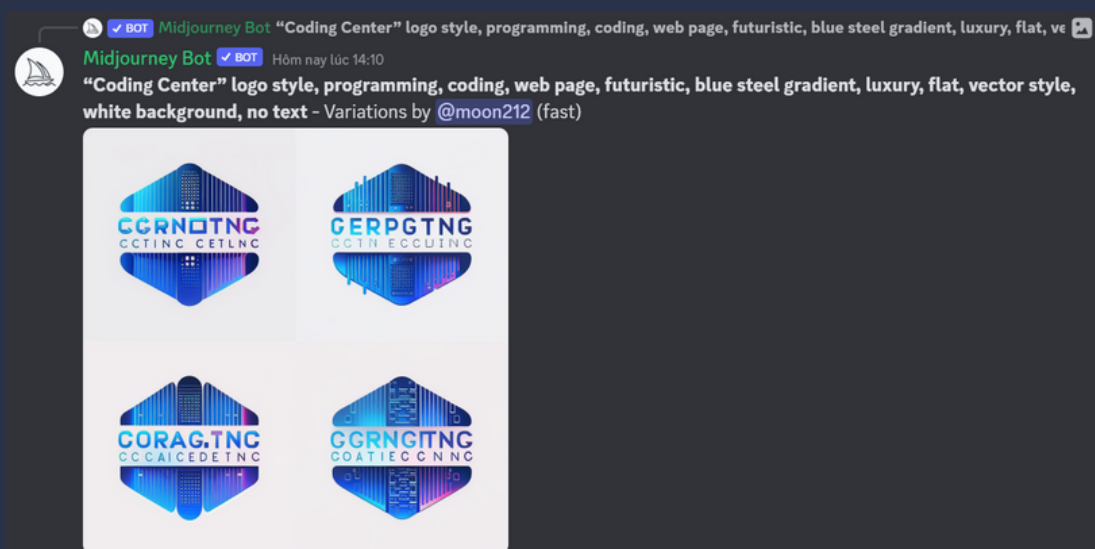 BOT Midjourney Bot “Coding Center” logo style, programming, coding, web page, futuristic, blue steel gradient, luxury, flat, ve
Midjourney Bot BOT Hôm nay lúc 14:10
“Coding Center” logo style, programming, coding, web page, futuristic, blue steel gradient, luxury, flat, vector style,
white background, no text - Variations by @moon212 (fast)
CGRNOTNG
CCTINC CETLNC
GERPGTNG
CCTN ECCUINC
CORAG.TNC
CCCAICEDETNC
GGRNGITNG
COATIECGNNC